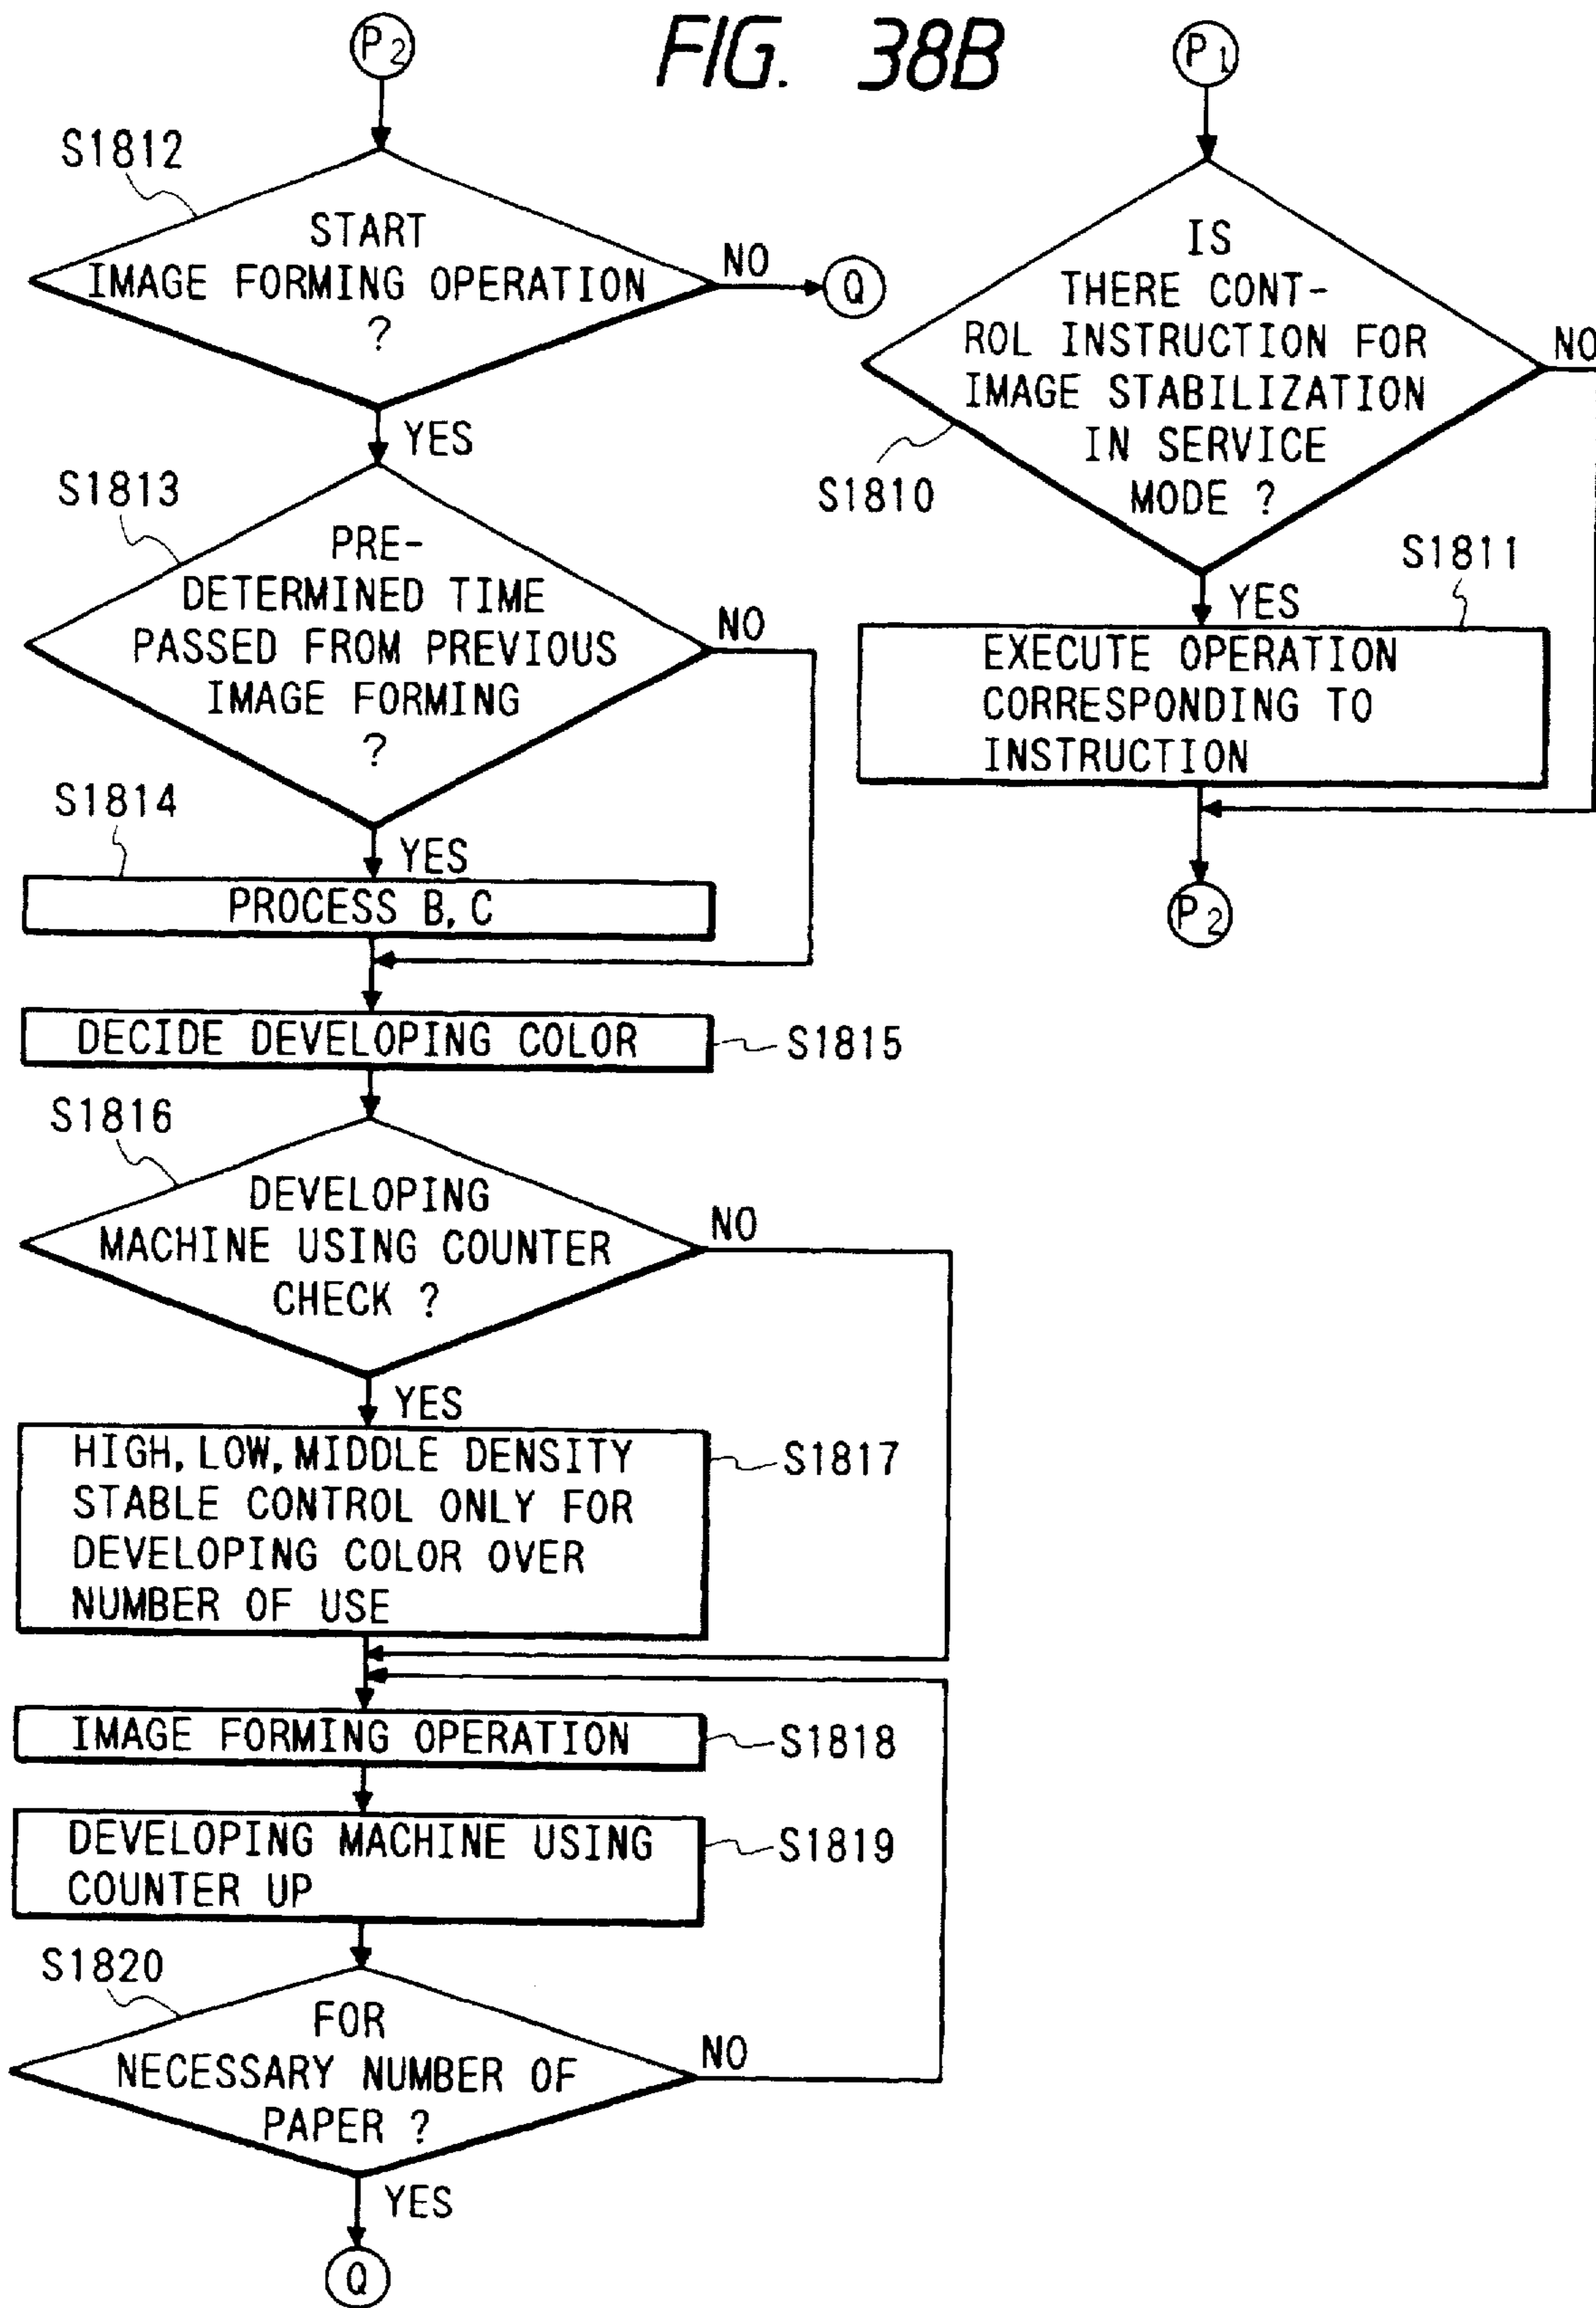 FIG. 38B
P2
S1812
START
IMAGE FORMING OPERATION
?
NO
Q
YES
S1813
PRE-
DETERMINED TIME
PASSED FROM PREVIOUS
IMAGE FORMING
?
NO
S1814
YES
PROCESS B, C
DECIDE DEVELOPING COLOR
S1815
S1816
DEVELOPING
MACHINE USING COUNTER
CHECK ?
NO
YES
HIGH, LOW, MIDDLE DENSITY
STABLE CONTROL ONLY FOR
DEVELOPING COLOR OVER
NUMBER OF USE
S1817
IMAGE FORMING OPERATION
S1818
DEVELOPING MACHINE USING
COUNTER UP
S1819
S1820
FOR
NECESSARY NUMBER OF
PAPER ?
NO
YES
Q
P1
IS
THERE CONT-
ROL INSTRUCTION FOR
IMAGE STABILIZATION
IN SERVICE
MODE ?
NO
S1810
YES
S1811
EXECUTE OPERATION
CORRESPONDING TO
INSTRUCTION
P2